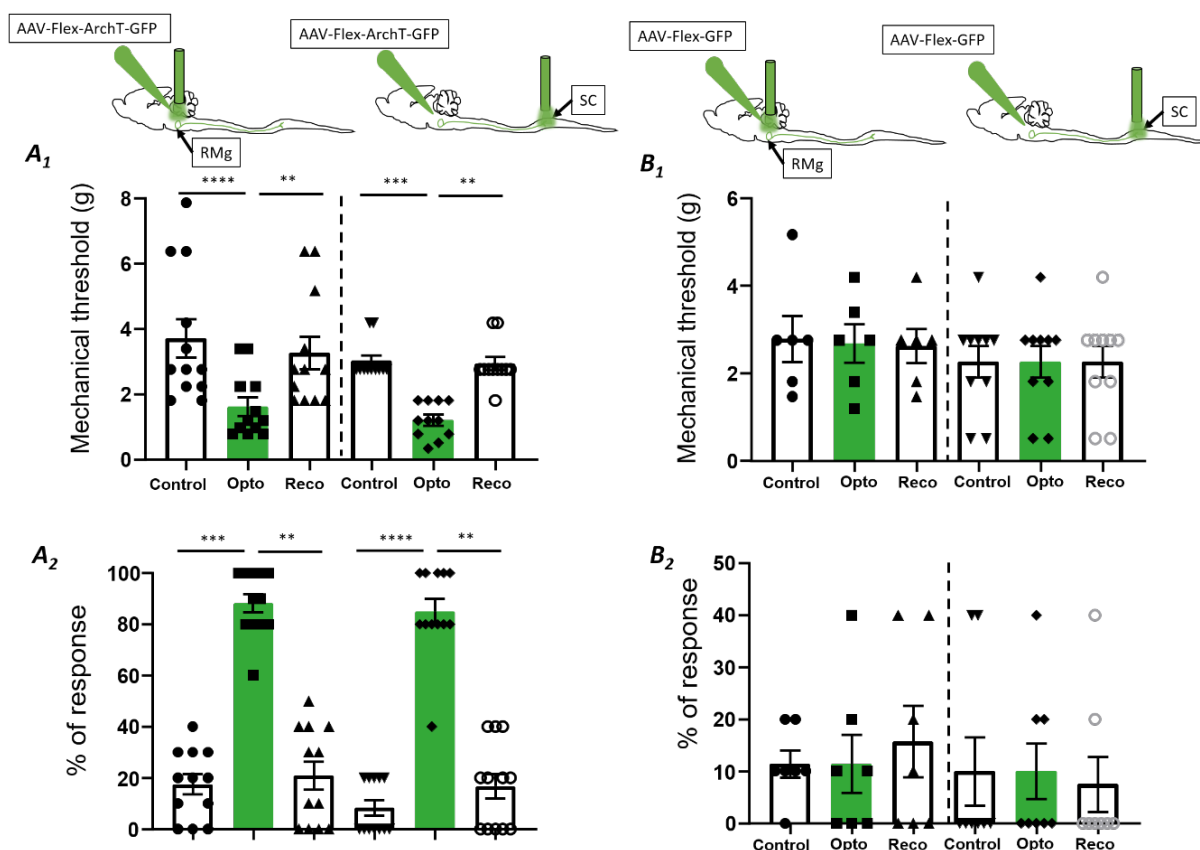 AAV-Flex-ArchT-GFP
AAV-Flex-ArchT-GFP
AAV-Flex-GFP
AAV-Flex-GFP
SC
SC
RMg
RMg
A1
**** ** *** **
Mechanical threshold (g)
8
6
4
2
0
Control Opto Reco Control Opto Reco
B1
Mechanical threshold (g)
6
4
2
0
Control Opto Reco Control Opto Reco
A2
*** ** **** **
% of response
100
80
60
40
20
0
B2
% of response
50
40
30
20
10
0
Control Opto Reco Control Opto Reco